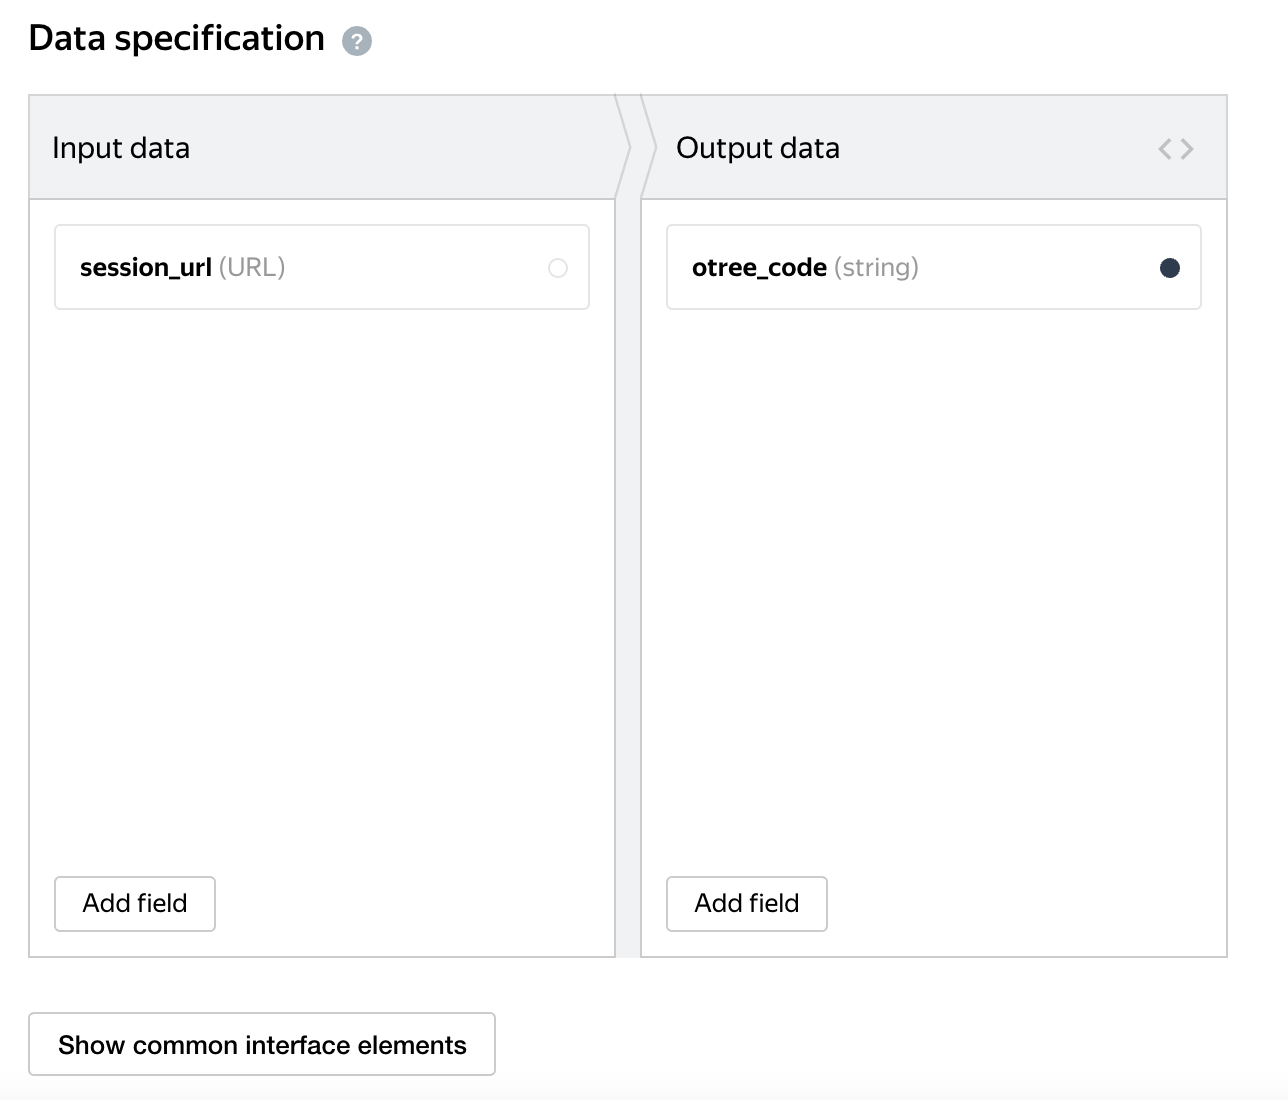 Data specification ?
Input data
Output data <>
session_url (URL)
otree_code (string)
Add field
Add field
Show common interface elements